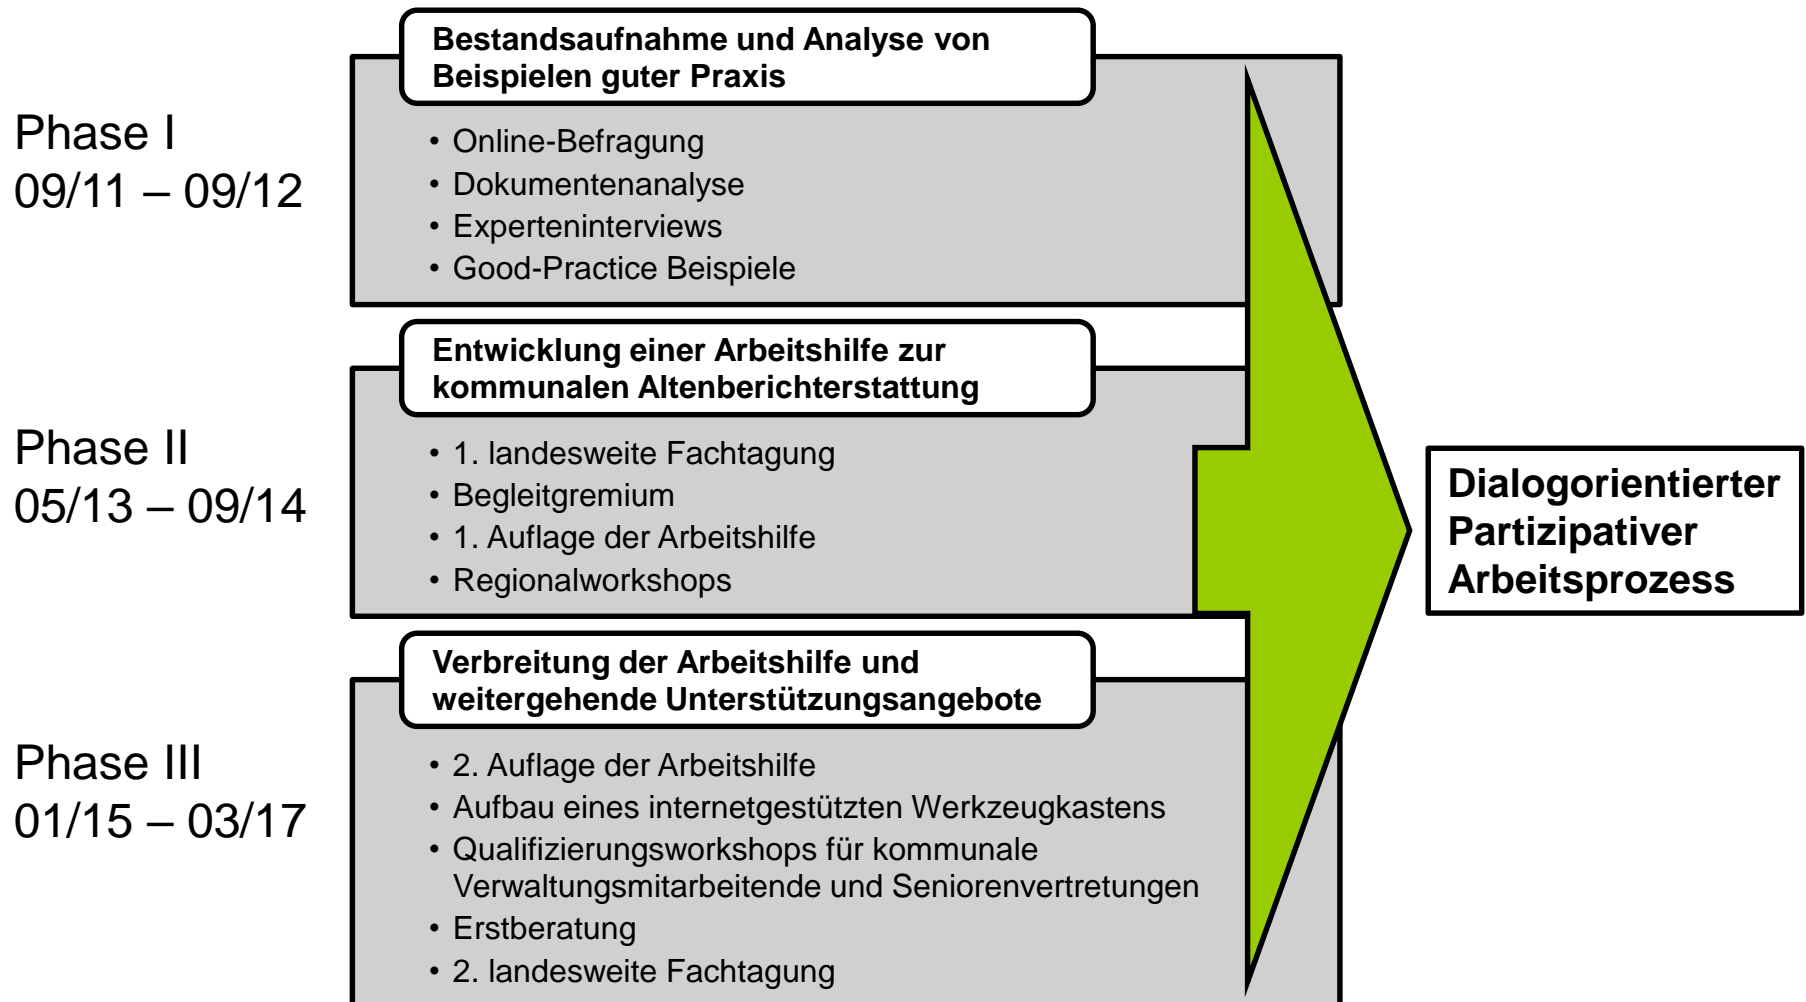 Phase I
09/11 – 09/12
Bestandsaufnahme und Analyse von
Beispielen guter Praxis
• Online-Befragung
• Dokumentenanalyse
• Experteninterviews
• Good-Practice Beispiele
Phase II
05/13 – 09/14
Entwicklung einer Arbeitshilfe zur
kommunalen Altenberichterstattung
• 1. landesweite Fachtagung
• Begleitgremium
• 1. Auflage der Arbeitshilfe
• Regionalworkshops
Phase III
01/15 – 03/17
Verbreitung der Arbeitshilfe und
weitergehende Unterstützungsangebote
• 2. Auflage der Arbeitshilfe
• Aufbau eines internetgestützten Werkzeugkastens
• Qualifizierungsworkshops für kommunale
Verwaltungsmitarbeitende und Seniorenvertretungen
• Erstberatung
• 2. landesweite Fachtagung
Dialogorientierter
Partizipativer
Arbeitsprozess